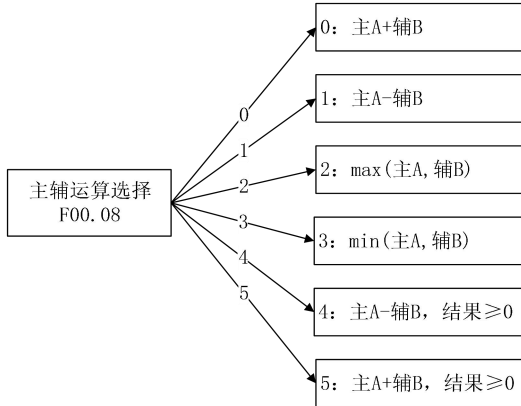 主辅运算选择
F00.08
0
1
2
3
4
5
0：主A+辅B
1：主A-辅B
2：max(主A,辅B)
3：min(主A,辅B)
4：主A-辅B，结果≥0
5：主A+辅B，结果≥0